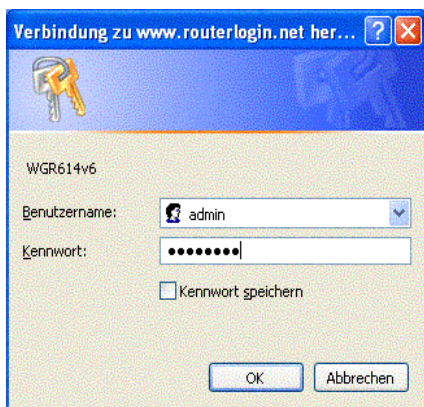 Verbindung zu www.routerlogin.net her...
WGR614v6
Benutzername:
admin
Kennwort:
••••••••
Kennwort speichern
OK
Abbrechen